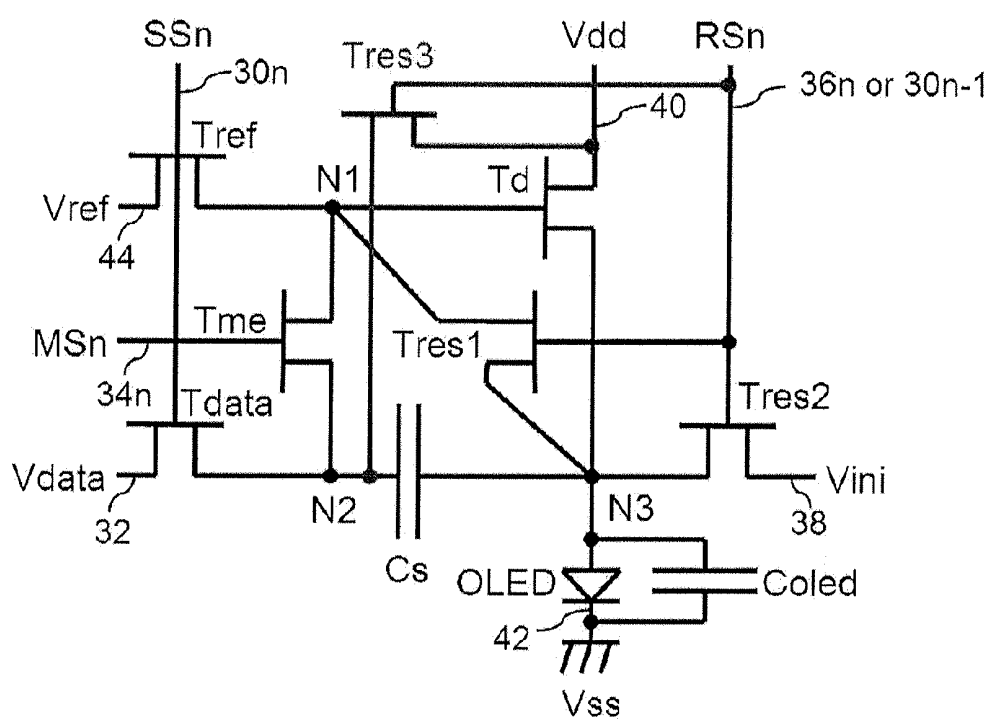 SSn
Vdd
RSn
Tres3
30n
36n or 30n-1
40
Tref
N1
Td
Vref
44
Tme
Tres1
MSn
34n
Tdata
Tres2
Vdata
32
N2
N3
Vini
38
Cs
OLED
Coled
42
Vss